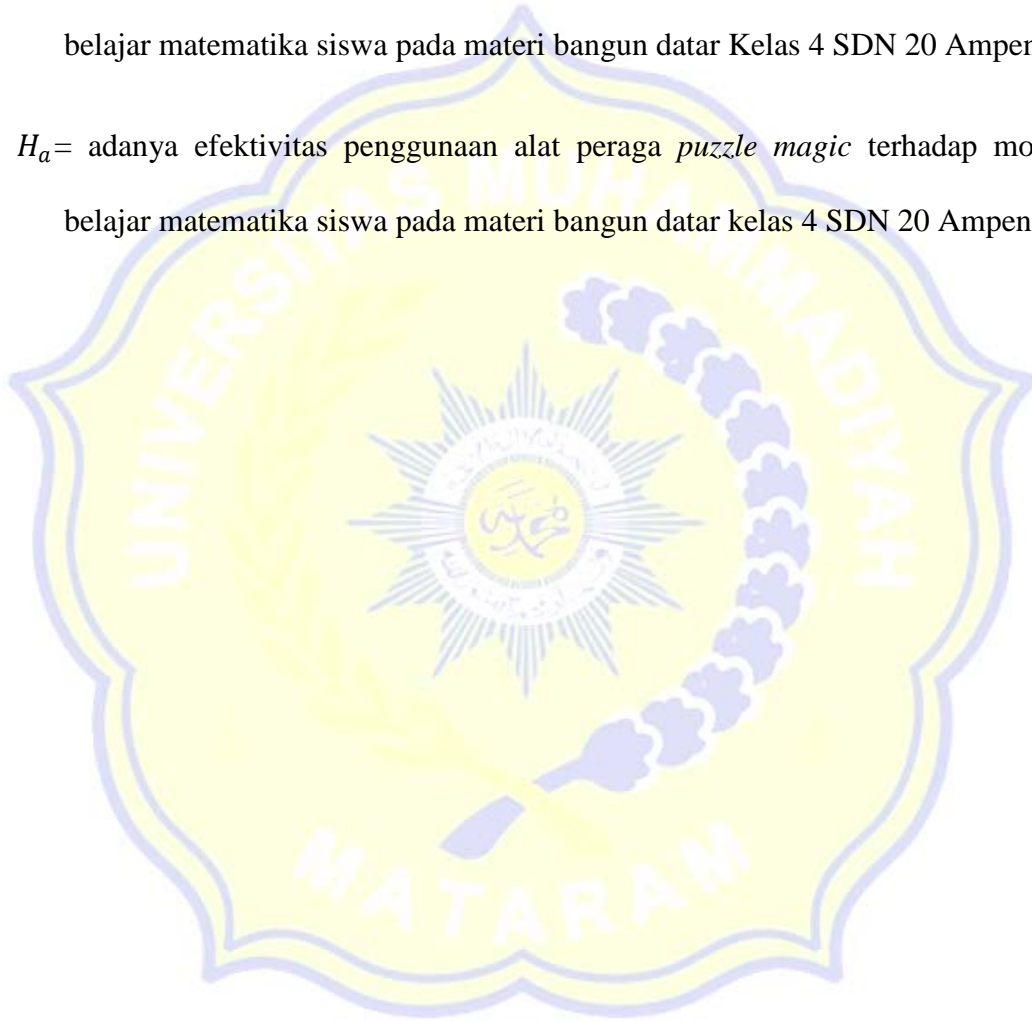 belajar matematika siswa pada materi bangun datar Kelas 4 SDN 20 Ampen
𝐻𝑎= adanya efektivitas penggunaan alat peraga puzzle magic terhadap mo
belajar matematika siswa pada materi bangun datar kelas 4 SDN 20 Ampen
UNIVERSITAS MUHAMMADIYAH
MATARAM